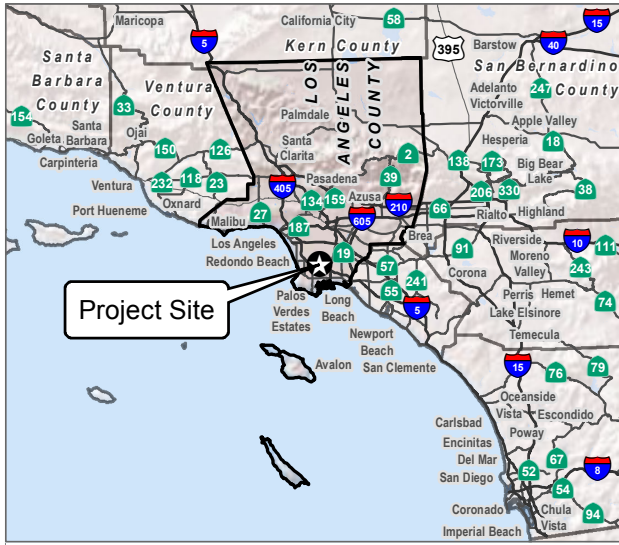 Maricopa
5
California City
58
15
Kern County
395
Barstow
40
Santa
Barbara
County
Ventura
County
LOS
ANGELES
COUNTY
San Bernardino
County
Adelanto
Victorville
247
154
33
Palmdale
Apple Valley
Goleta
Santa
Barbara
Ojai
150
126
Santa
Clarita
2
Hesperia
18
Carpinteria
138
173
Big Bear
Lake
232
118
23
405
Pasadena
39
Ventura
134
159
Azusa
210
206
330
38
Oxnard
Port Hueneme
Malibu
27
605
66
Rialto
Highland
187
Los Angeles
Brea
Riverside
10
111
Redondo Beach
19
57
91
Moreno
Valley
243
Corona
Project Site
55
241
5
Perris
Hemet
74
Palos
Verdes
Estates
Long
Beach
Lake Elsinore
Newport
Beach
Temecula
San Clemente
Avalon
15
76
79
Oceanside
Vista
Escondido
Carlsbad
Poway
Encinitas
Del Mar
67
San Diego
52
8
54
Coronado
Chula
Vista
94
Imperial Beach